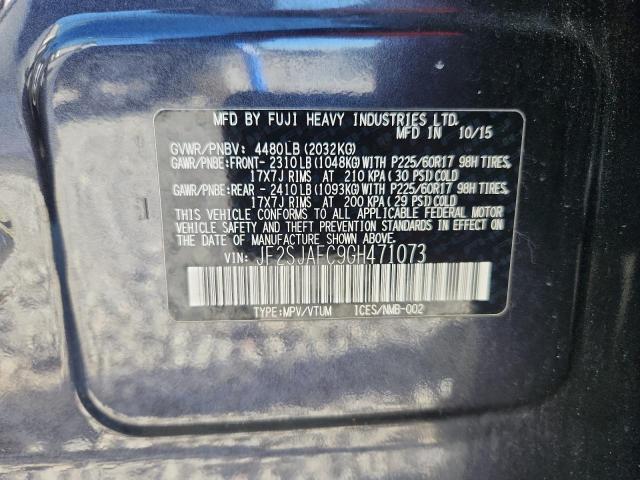 MFD BY FUJI HEAVY INDUSTRIES LTD.
MFD IN 10/15
GVWR/PNBV: 4480LB(2032KG)
GAWR/PNBE:FRONT- 2310LB(1048KG)WITH P225/60R17 98H TIRES,
17X7J RIMS AT 210 KPA(30 PSI)COLD
GAWR/PNBE:REAR - 2410LB(1093KG)WITH P225/60R17 98H TIRES,
17X7J RIMS AT 200 KPA(29 PSI)COLD
THIS VEHICLE CONFORMS TO ALL APPLICABLE FEDERAL MOTOR
VEHICLE SAFETY AND THEFT PREVENTION STANDARDS IN EFFECT ON
THE DATE OF MANUFACTURE SHOWN ABOVE.
VIN: JF2SJAFC9GH471073
TYPE:MPV/VTUM ICES/NMB-002